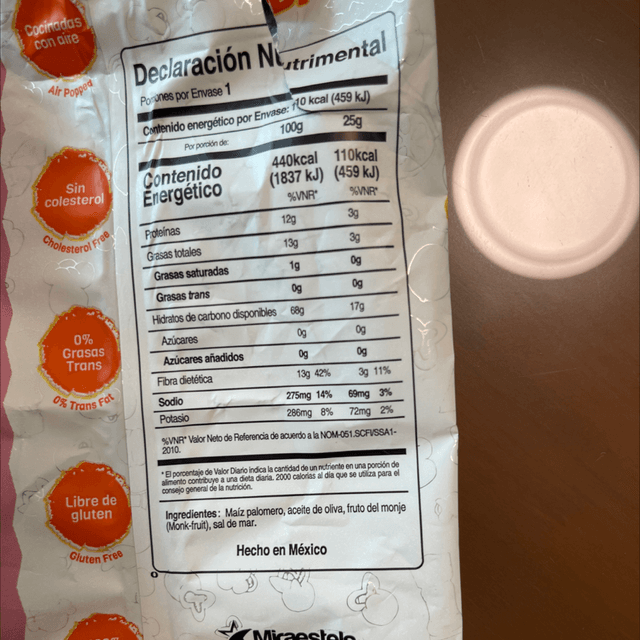 Cocinadas
con aire
Air Popped
Sin
colesterol
Cholesterol Free
0%
Grasas
Trans
0% Trans Fat
Libre de
gluten
Gluten Free
Declaración Nutrimental
Porciones por Envase 1
Contenido energético por Envase: 110 kcal (459 kJ)
Por porción de: 100g 25g
Contenido
Energético
440kcal 110kcal
(1837 kJ) (459 kJ)
%VNR* %VNR*
Proteínas 12g 3g
Grasas totales 13g 3g
Grasas saturadas 1g 0g
Grasas trans 0g 0g
Hidratos de carbono disponibles 68g 17g
Azúcares 0g 0g
Azúcares añadidos 0g 0g
Fibra dietética 13g 42% 3g 11%
Sodio 275mg 14% 69mg 3%
Potasio 286mg 8% 72mg 2%
%VNR* Valor Neto de Referencia de acuerdo a la NOM-051.SCFI/SSA1-
2010.
* El porcentaje de Valor Diario indica la cantidad de un nutriente en una porción de
alimento contribuye a una dieta diaria. 2000 calorías al día que se utiliza para el
consejo general de la nutrición.
Ingredientes: Maíz palomero, aceite de oliva, fruto del monje
(Monk-fruit), sal de mar.
Hecho en México
Miraestelo